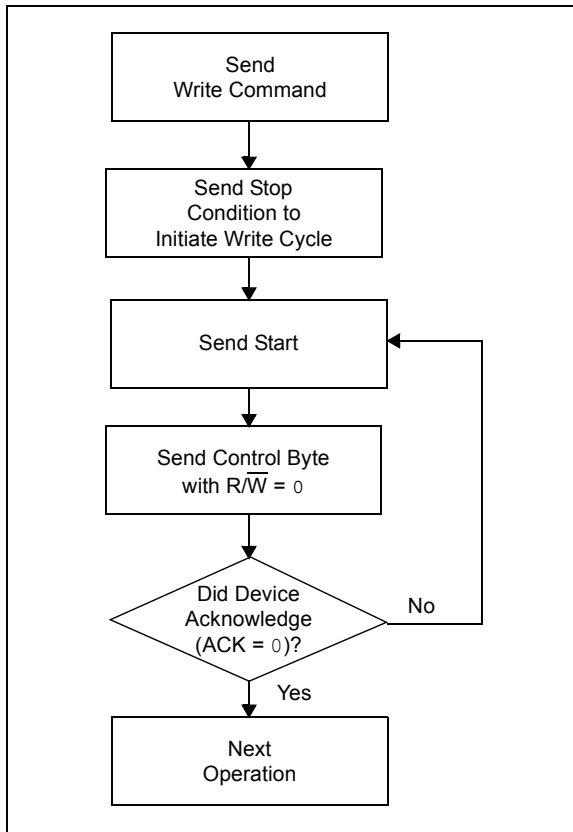 Send
Write Command
Send Stop
Condition to
Initiate Write Cycle
Send Start
Send Control Byte
with R/W̅ = 0
Did Device
Acknowledge
(ACK = 0)?
No
Yes
Next
Operation